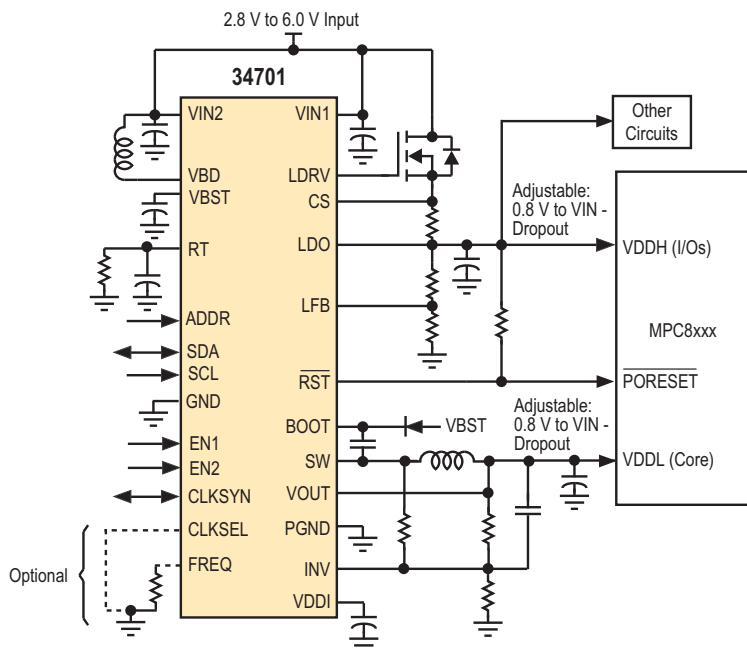 2.8 V to 6.0 V Input
34701
VIN2
VIN1
Other
Circuits
VBD
LDRV
VBST
CS
Adjustable:
0.8 V to VIN -
Dropout
RT
LDO
VDDH (I/Os)
LFB
ADDR
MPC8xxx
SDA
SCL
RST
PORESET
GND
BOOT
VBST
Adjustable:
0.8 V to VIN -
Dropout
EN1
EN2
SW
VDDL (Core)
CLKSYN
VOUT
CLKSEL
PGND
Optional
FREQ
INV
VDDI